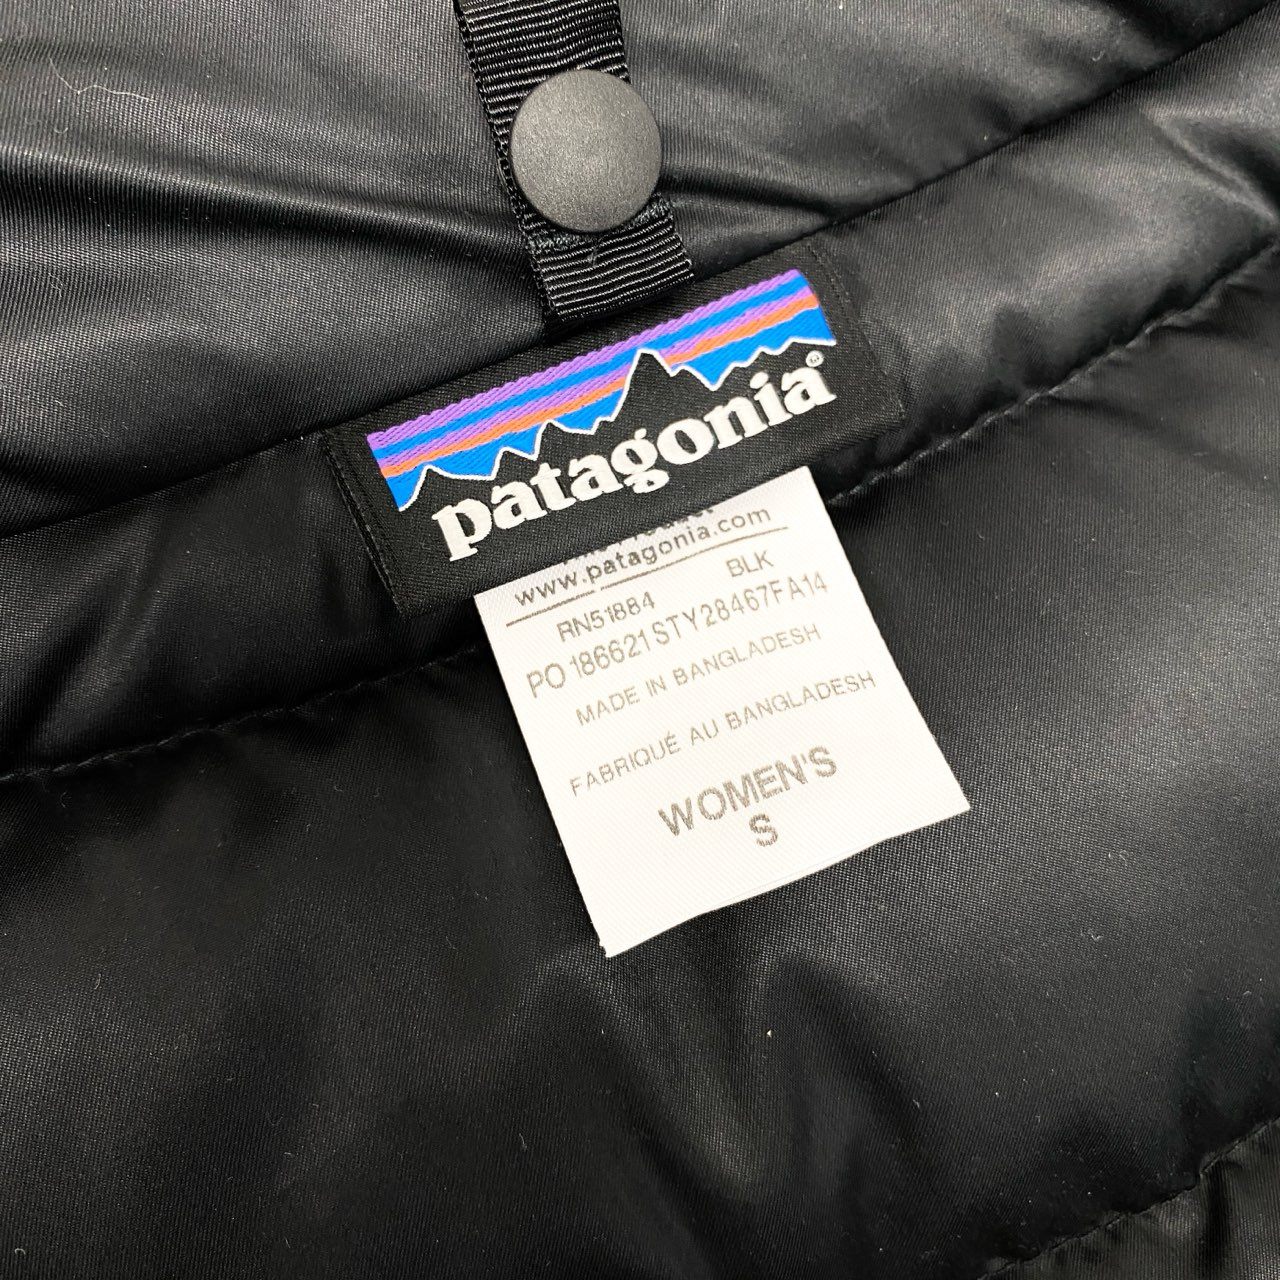 patagonia®
www.patagonia.com
RN51884 BLK
PO 186621 STY28467FA14
MADE IN BANGLADESH
FABRIQUÉ AU BANGLADESH
WOMEN'S
S